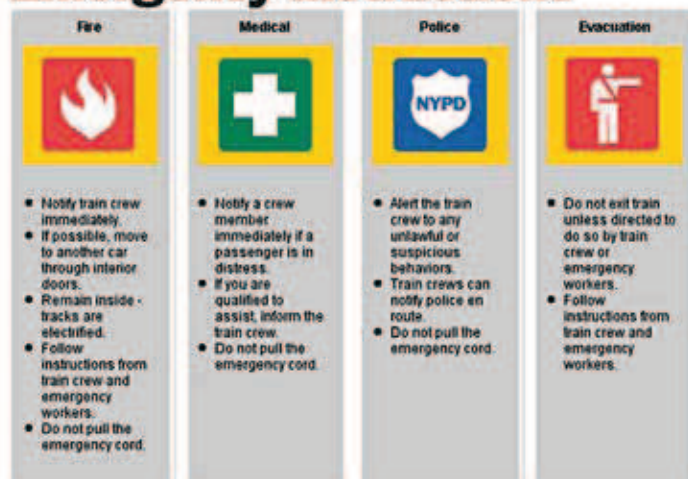 Fire
• Notify train crew
immediately.
• If possible, move
to another car
through interior
doors.
• Remain inside -
tracks are
electrified.
• Follow
instructions from
train crew and
emergency
workers.
• Do not pull the
emergency cord.
Medical
• Notify a crew
member
immediately if a
passenger is in
distress.
• If you are
qualified to
assist, inform the
train crew.
• Do not pull the
emergency cord.
Police
NYPD
• Alert the train
crew to any
unlawful or
suspicious
behaviors.
• Train crews can
notify police en
route.
• Do not pull the
emergency cord.
Evacuation
• Do not exit train
unless directed to
do so by train
crew or
emergency
workers.
• Follow
instructions from
train crew and
emergency
workers.